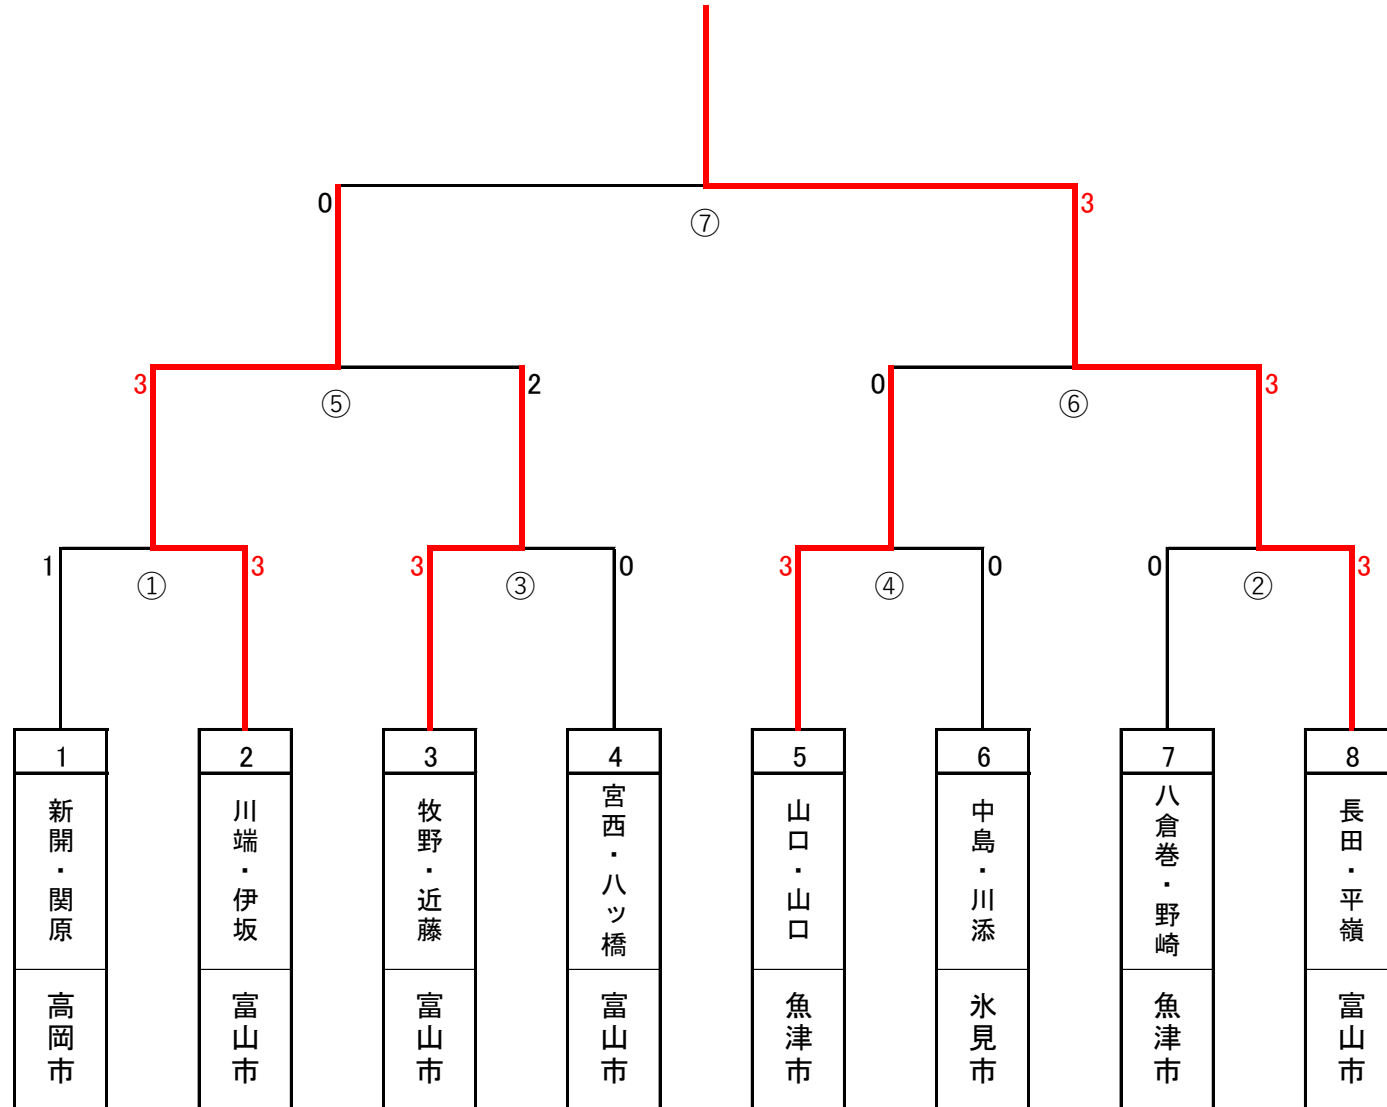 0
⑦
3
3
⑤
2
0
⑥
3
1
①
3
3
③
0
3
④
0
0
②
3
1
2
3
4
5
6
7
8
新開・関原
川端・伊坂
牧野・近藤
宮西・八ッ橋
山口・山口
中島・川添
八倉巻・野崎
長田・平嶺
高岡市
富山市
富山市
富山市
魚津市
氷見市
魚津市
富山市